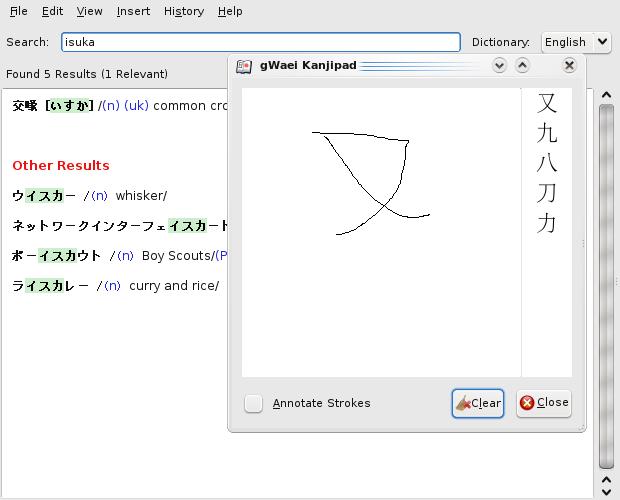 File Edit View Insert History Help
Search: isuka Dictionary: English
Found 5 Results (1 Relevant)
[いすか] /(n) (uk) common cro
Other Results
ウイスカー /(n) whisker/
ネットワークインターフェイスカート
ボーイスカウト /(n) Boy Scouts/(P
ライスカレー /(n) curry and rice/
gWaei Kanjipad
又
九
八
刀
力
Annotate Strokes
Clear Close